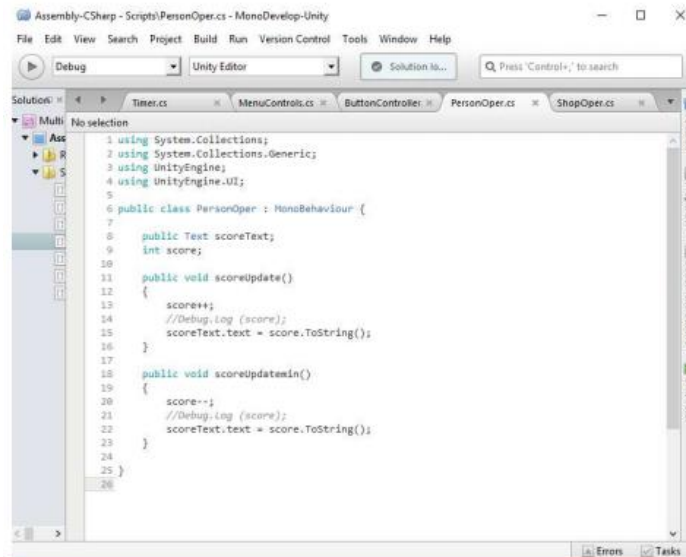 Assembly-CSharp - Scripts\PersonOper.cs - MonoDevelop-Unity
File Edit View Search Project Build Run Version Control Tools Window Help
Debug Unity Editor Solution lo... Press 'Control+,' to search
Solution Timer.cs MenuControls.cs ButtonController PersonOper.cs ShopOper.cs
Multi No selection
Ass
R
S
1 using System.Collections;
2 using System.Collections.Generic;
3 using UnityEngine;
4 using UnityEngine.UI;
5
6 public class PersonOper : MonoBehaviour {
7
8 public Text scoreText;
9 int score;
10
11 public void scoreUpdate()
12 {
13 score++;
14 //Debug.Log (score);
15 scoreText.text = score.ToString();
16 }
17
18 public void scoreUpdatemin()
19 {
20 score--;
21 //Debug.Log (score);
22 scoreText.text = score.ToString();
23 }
24
25 }
26
Errors Tasks